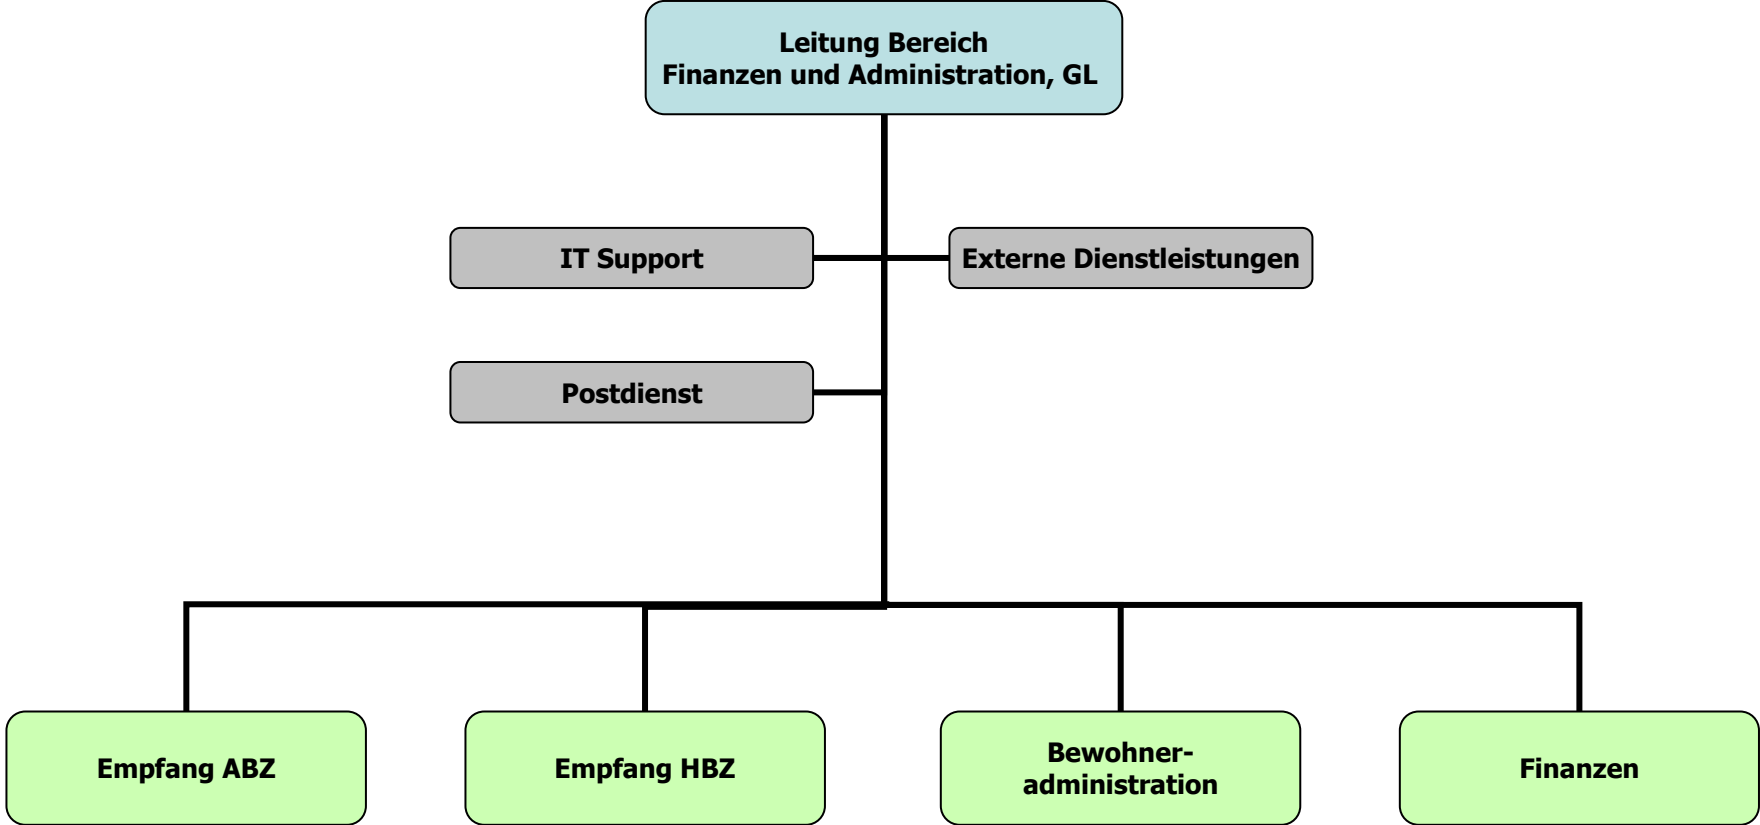 Leitung Bereich
Finanzen und Administration, GL
IT Support
Externe Dienstleistungen
Postdienst
Empfang ABZ
Empfang HBZ
Bewohner-
administration
Finanzen